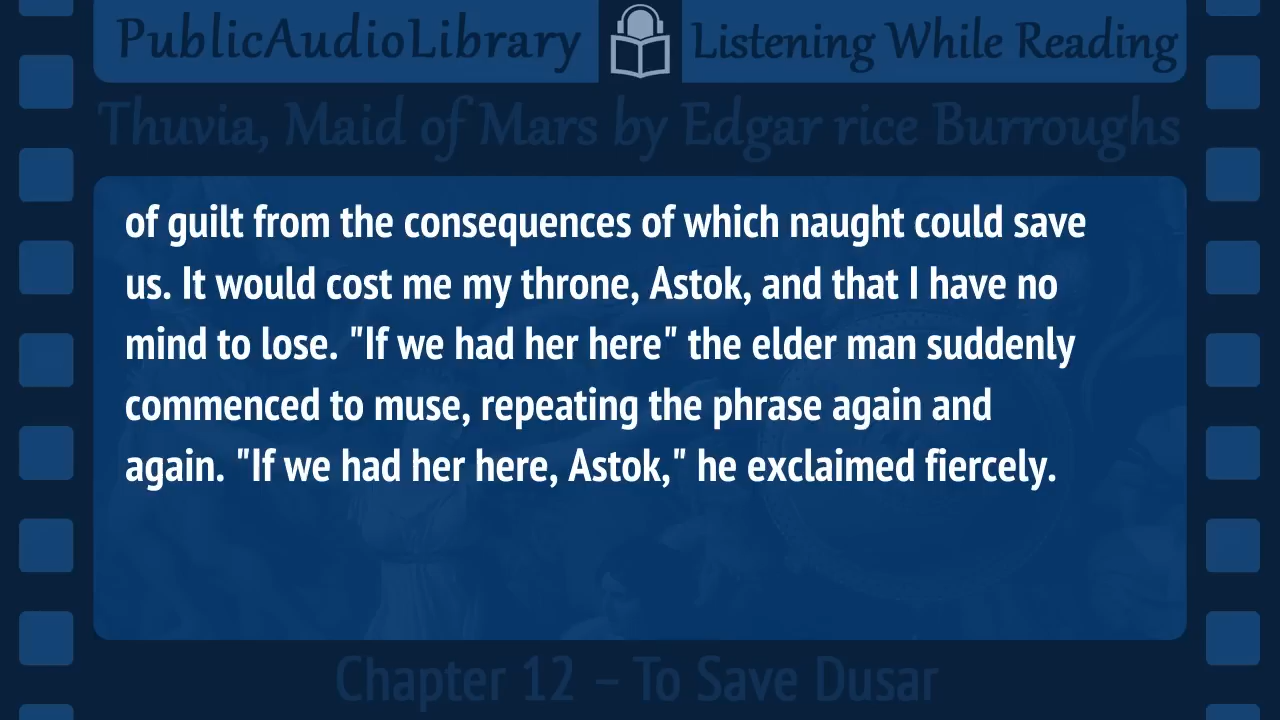 PublicAudioLibrary Listening While Reading
Thuvia, Maid of Mars by Edgar rice Burroughs
of guilt from the consequences of which naught could save
us. It would cost me my throne, Astok, and that I have no
mind to lose. "If we had her here" the elder man suddenly
commenced to muse, repeating the phrase again and
again. "If we had her here, Astok," he exclaimed fiercely.
Chapter 12 – To Save Dusar